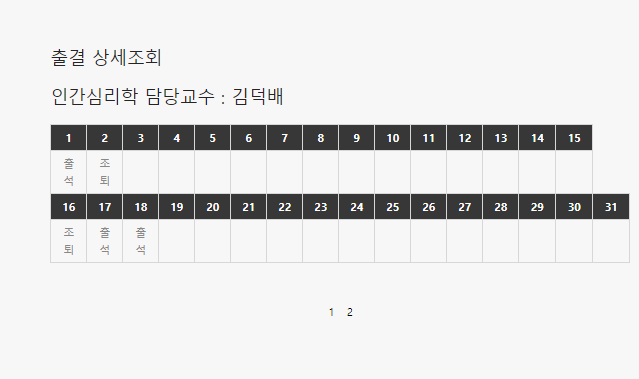 출결 상세조회
인간심리학 담당교수 : 김덕배
1 2 3 4 5 6 7 8 9 10 11 12 13 14 15
출석 조퇴
16 17 18 19 20 21 22 23 24 25 26 27 28 29 30 31
조퇴 출석 출석
1 2